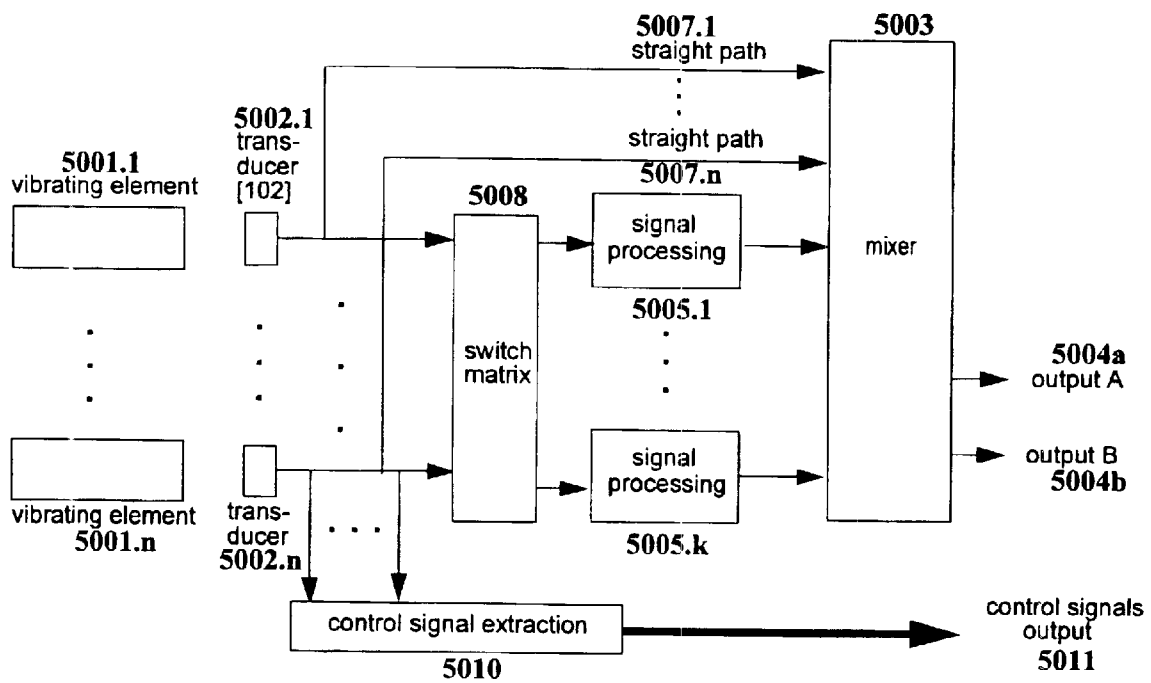 5007.1
straight path
5003
5002.1
trans-
ducer
[102]
5001.1
vibrating element
straight path
5007.n
5008
signal
processing
5005.1
mixer
switch
matrix
5004a
output A
signal
processing
5005.k
output B
5004b
vibrating element
5001.n
trans-
ducer
5002.n
control signal extraction
5010
control signals
output
5011